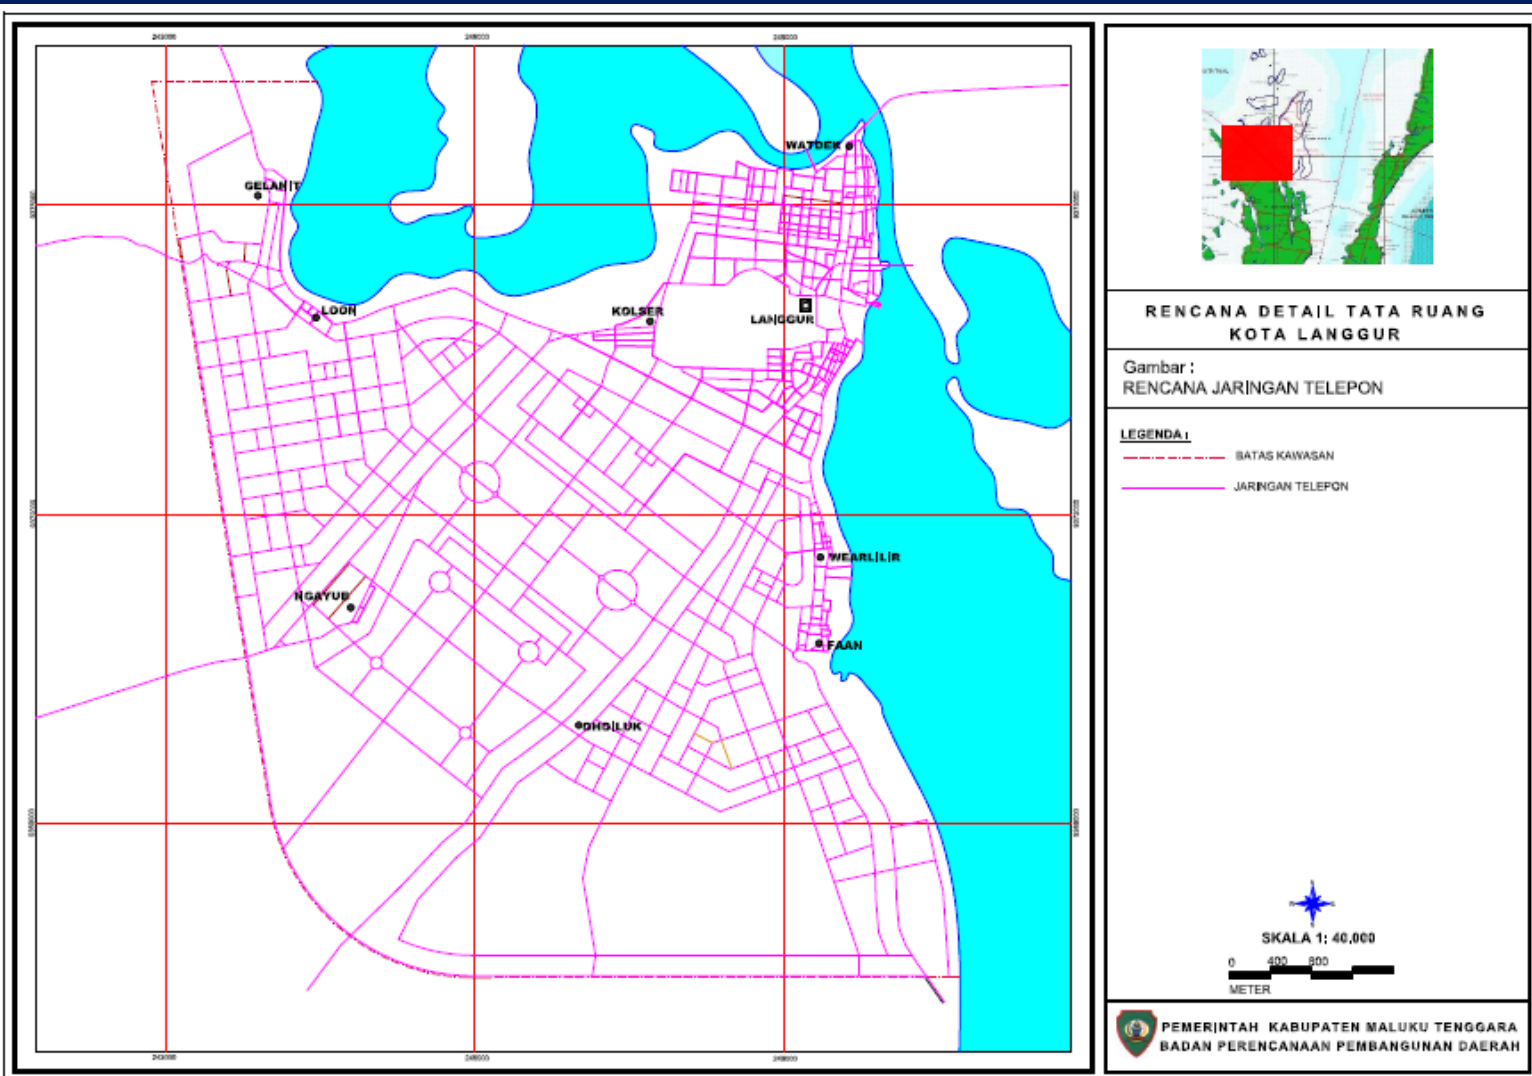 WATDEK
GELANIT
LOON
KOLSER
LANGGUR
WEARLILIR
NGAYUB
FAAN
OHOILUK
RENCANA DETAIL TATA RUANG
KOTA LANGGUR
Gambar :
RENCANA JARINGAN TELEPON
LEGENDA :
BATAS KAWASAN
JARINGAN TELEPON
SKALA 1: 40.000
0 400 800
METER
PEMERINTAH KABUPATEN MALUKU TENGGARA
BADAN PERENCANAAN PEMBANGUNAN DAERAH